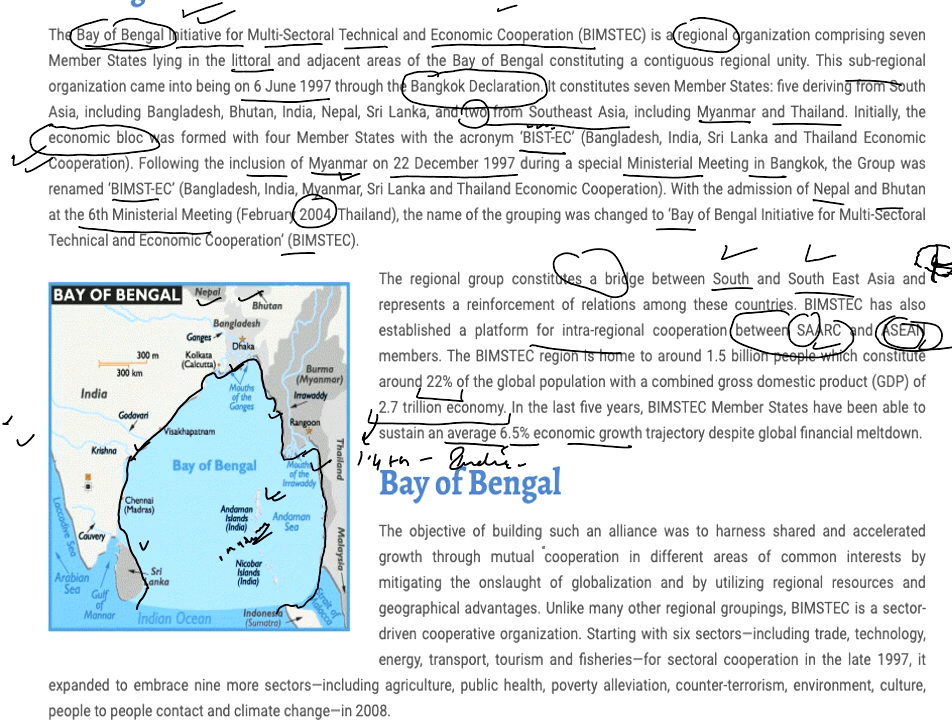 The Bay of Bengal Initiative for Multi-Sectoral Technical and Economic Cooperation (BIMSTEC) is a regional organization comprising seven
Member States lying in the littoral and adjacent areas of the Bay of Bengal constituting a contiguous regional unity. This sub-regional
organization came into being on 6 June 1997 through the Bangkok Declaration. It constitutes seven Member States: five deriving from South
Asia, including Bangladesh, Bhutan, India, Nepal, Sri Lanka, and two from Southeast Asia, including Myanmar and Thailand. Initially, the
economic bloc was formed with four Member States with the acronym ‘BIST-EC’ (Bangladesh, India, Sri Lanka and Thailand Economic
Cooperation). Following the inclusion of Myanmar on 22 December 1997 during a special Ministerial Meeting in Bangkok, the Group was
renamed ‘BIMST-EC’ (Bangladesh, India, Myanmar, Sri Lanka and Thailand Economic Cooperation). With the admission of Nepal and Bhutan
at the 6th Ministerial Meeting (February 2004, Thailand), the name of the grouping was changed to ‘Bay of Bengal Initiative for Multi-Sectoral
Technical and Economic Cooperation’ (BIMSTEC).
The regional group constitutes a bridge between South and South East Asia and
represents a reinforcement of relations among these countries. BIMSTEC has also
established a platform for intra-regional cooperation between SAARC and ASEAN
members. The BIMSTEC region is home to around 1.5 billion people which constitute
around 22% of the global population with a combined gross domestic product (GDP) of
2.7 trillion economy. In the last five years, BIMSTEC Member States have been able to
sustain an average 6.5% economic growth trajectory despite global financial meltdown.
BAY OF BENGAL
Nepal
Bhutan
Bangladesh
Ganges
Dhaka
Kolkata
(Calcutta)
300 m
300 km
Mouths
of the
Ganges
Burma
(Myanmar)
India
Irrawaddy
Godavari
Rangoon
Visakhapatnam
Krishna
Bay of Bengal
Mouths
of the
Irrawaddy
Thailand
Chennai
(Madras)
Andaman
Islands
(India)
Andaman
Sea
Laccadive Sea
Cauvery
Nicobar
Islands
(India)
Malaysia
Sri
Lanka
Arabian
Sea
Gulf
of
Mannar
Indian Ocean
Indonesia
(Sumatra)
Strait of
Malacca
Bay of Bengal
The objective of building such an alliance was to harness shared and accelerated
growth through mutual cooperation in different areas of common interests by
mitigating the onslaught of globalization and by utilizing regional resources and
geographical advantages. Unlike many other regional groupings, BIMSTEC is a sector-
driven cooperative organization. Starting with six sectors—including trade, technology,
energy, transport, tourism and fisheries—for sectoral cooperation in the late 1997, it
expanded to embrace nine more sectors—including agriculture, public health, poverty alleviation, counter-terrorism, environment, culture,
people to people contact and climate change—in 2008.